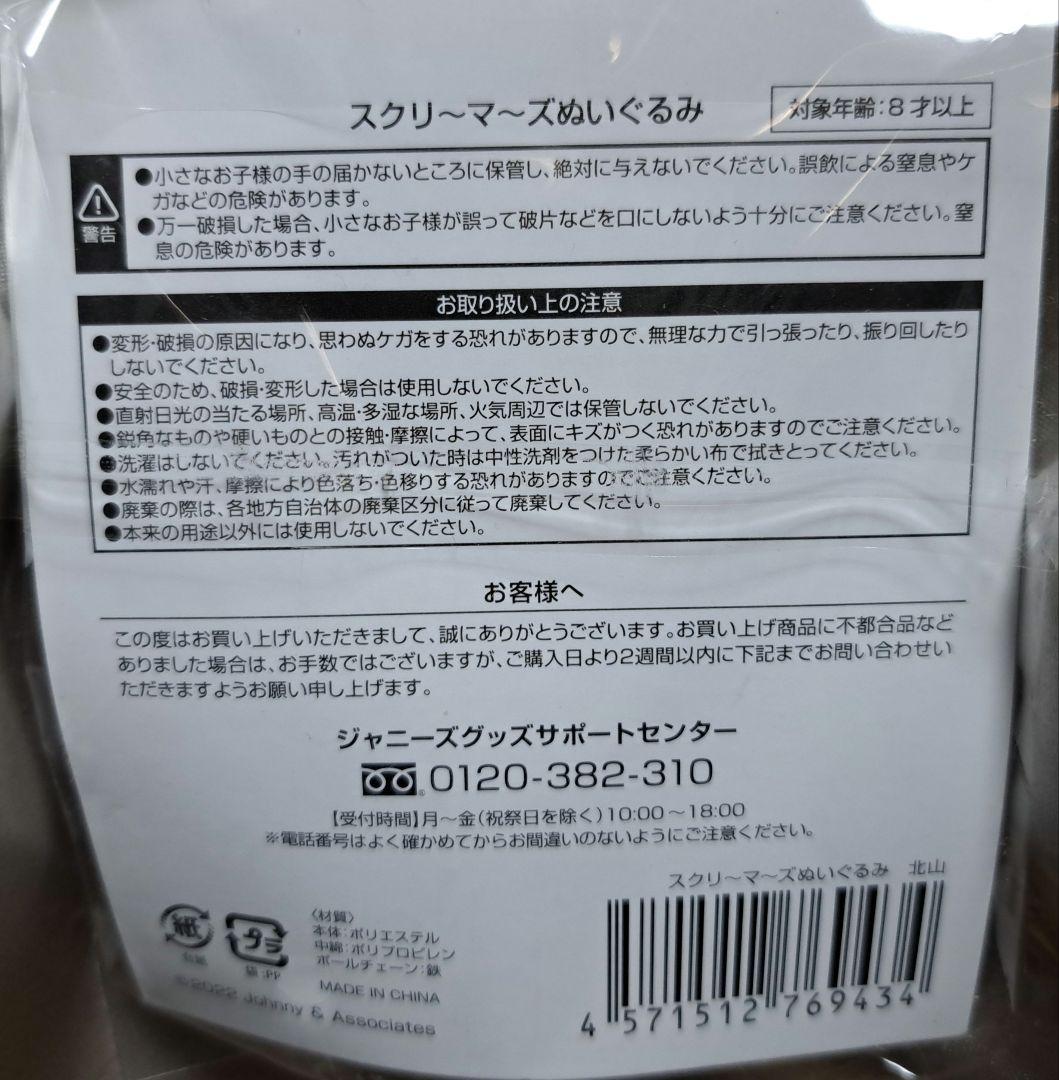 スクリ〜マ〜ズぬいぐるみ
対象年齢:8才以上
警告
●小さなお子様の手の届かないところに保管し、絶対に与えないでください。誤飲による窒息やケ
ガなどの危険があります。
●万一破損した場合、小さなお子様が誤って破片などを口にしないよう十分にご注意ください。窒
息の危険があります。
お取り扱い上の注意
●変形・破損の原因になり、思わぬケガをする恐れがありますので、無理な力で引っ張ったり、振り回したり
しないでください。
●安全のため、破損・変形した場合は使用しないでください。
●直射日光の当たる場所、高温・多湿な場所、火気周辺では保管しないでください。
●鋭角なものや硬いものとの接触・摩擦によって、表面にキズがつく恐れがありますのでご注意ください。
●洗濯はしないでください。汚れがついた時は中性洗剤をつけた柔らかい布で拭きとってください。
●水濡れや汗、摩擦により色落ち・色移りする恐れがありますのでご注意ください。
●廃棄の際は、各地方自治体の廃棄区分に従って廃棄してください。
●本来の用途以外には使用しないでください。
お客様へ
この度はお買い上げいただきまして、誠にありがとうございます。お買い上げ商品に不都合品など
ありました場合は、お手数ではございますが、ご購入日より2週間以内に下記までお問い合わせい
ただきますようお願い申し上げます。
ジャニーズグッズサポートセンター
0120-382-310
【受付時間】月〜金(祝祭日を除く)10:00〜18:00
※電話番号はよく確かめてからお間違いのないようにご注意ください。
スクリ〜マ〜ズぬいぐるみ 北山
紙
台紙
プラ
袋:PP
〈材質〉
本体:ポリエステル
中綿:ポリプロピレン
ボールチェーン:鉄
MADE IN CHINA
©2022 Johnny & Associates
4 571512 769434